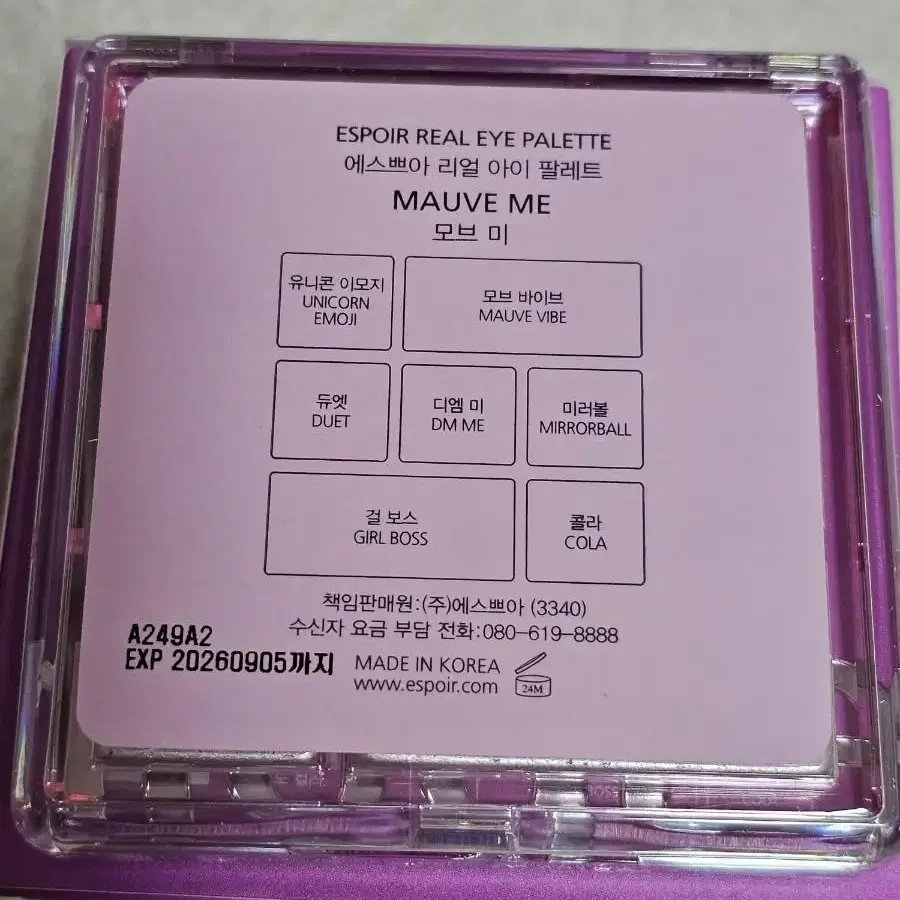 ESPOIR REAL EYE PALETTE
에스쁘아 리얼 아이 팔레트
MAUVE ME
모브 미
유니콘 이모지
UNICORN
EMOJI
모브 바이브
MAUVE VIBE
듀엣
DUET
디엠 미
DM ME
미러볼
MIRRORBALL
걸 보스
GIRL BOSS
콜라
COLA
책임판매원:(주)에스쁘아 (3340)
수신자 요금 부담 전화:080-619-8888
A249A2
EXP 20260905까지
MADE IN KOREA
www.espoir.com
24M